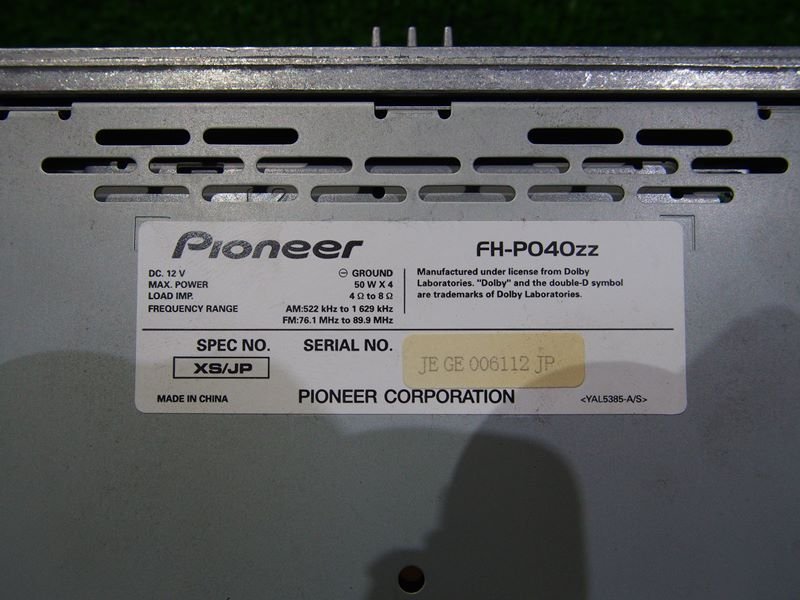 Pioneer
FH-P040zz
DC. 12 V
⊖ GROUND
MAX. POWER
50 W X 4
LOAD IMP.
4 Ω to 8 Ω
FREQUENCY RANGE
AM:522 kHz to 1 629 kHz
FM:76.1 MHz to 89.9 MHz
Manufactured under license from Dolby
Laboratories. "Dolby" and the double-D symbol
are trademarks of Dolby Laboratories.
SPEC NO.
XS/JP
SERIAL NO.
JE GE 006112 JP
MADE IN CHINA
PIONEER CORPORATION
<YAL5385-A/S>